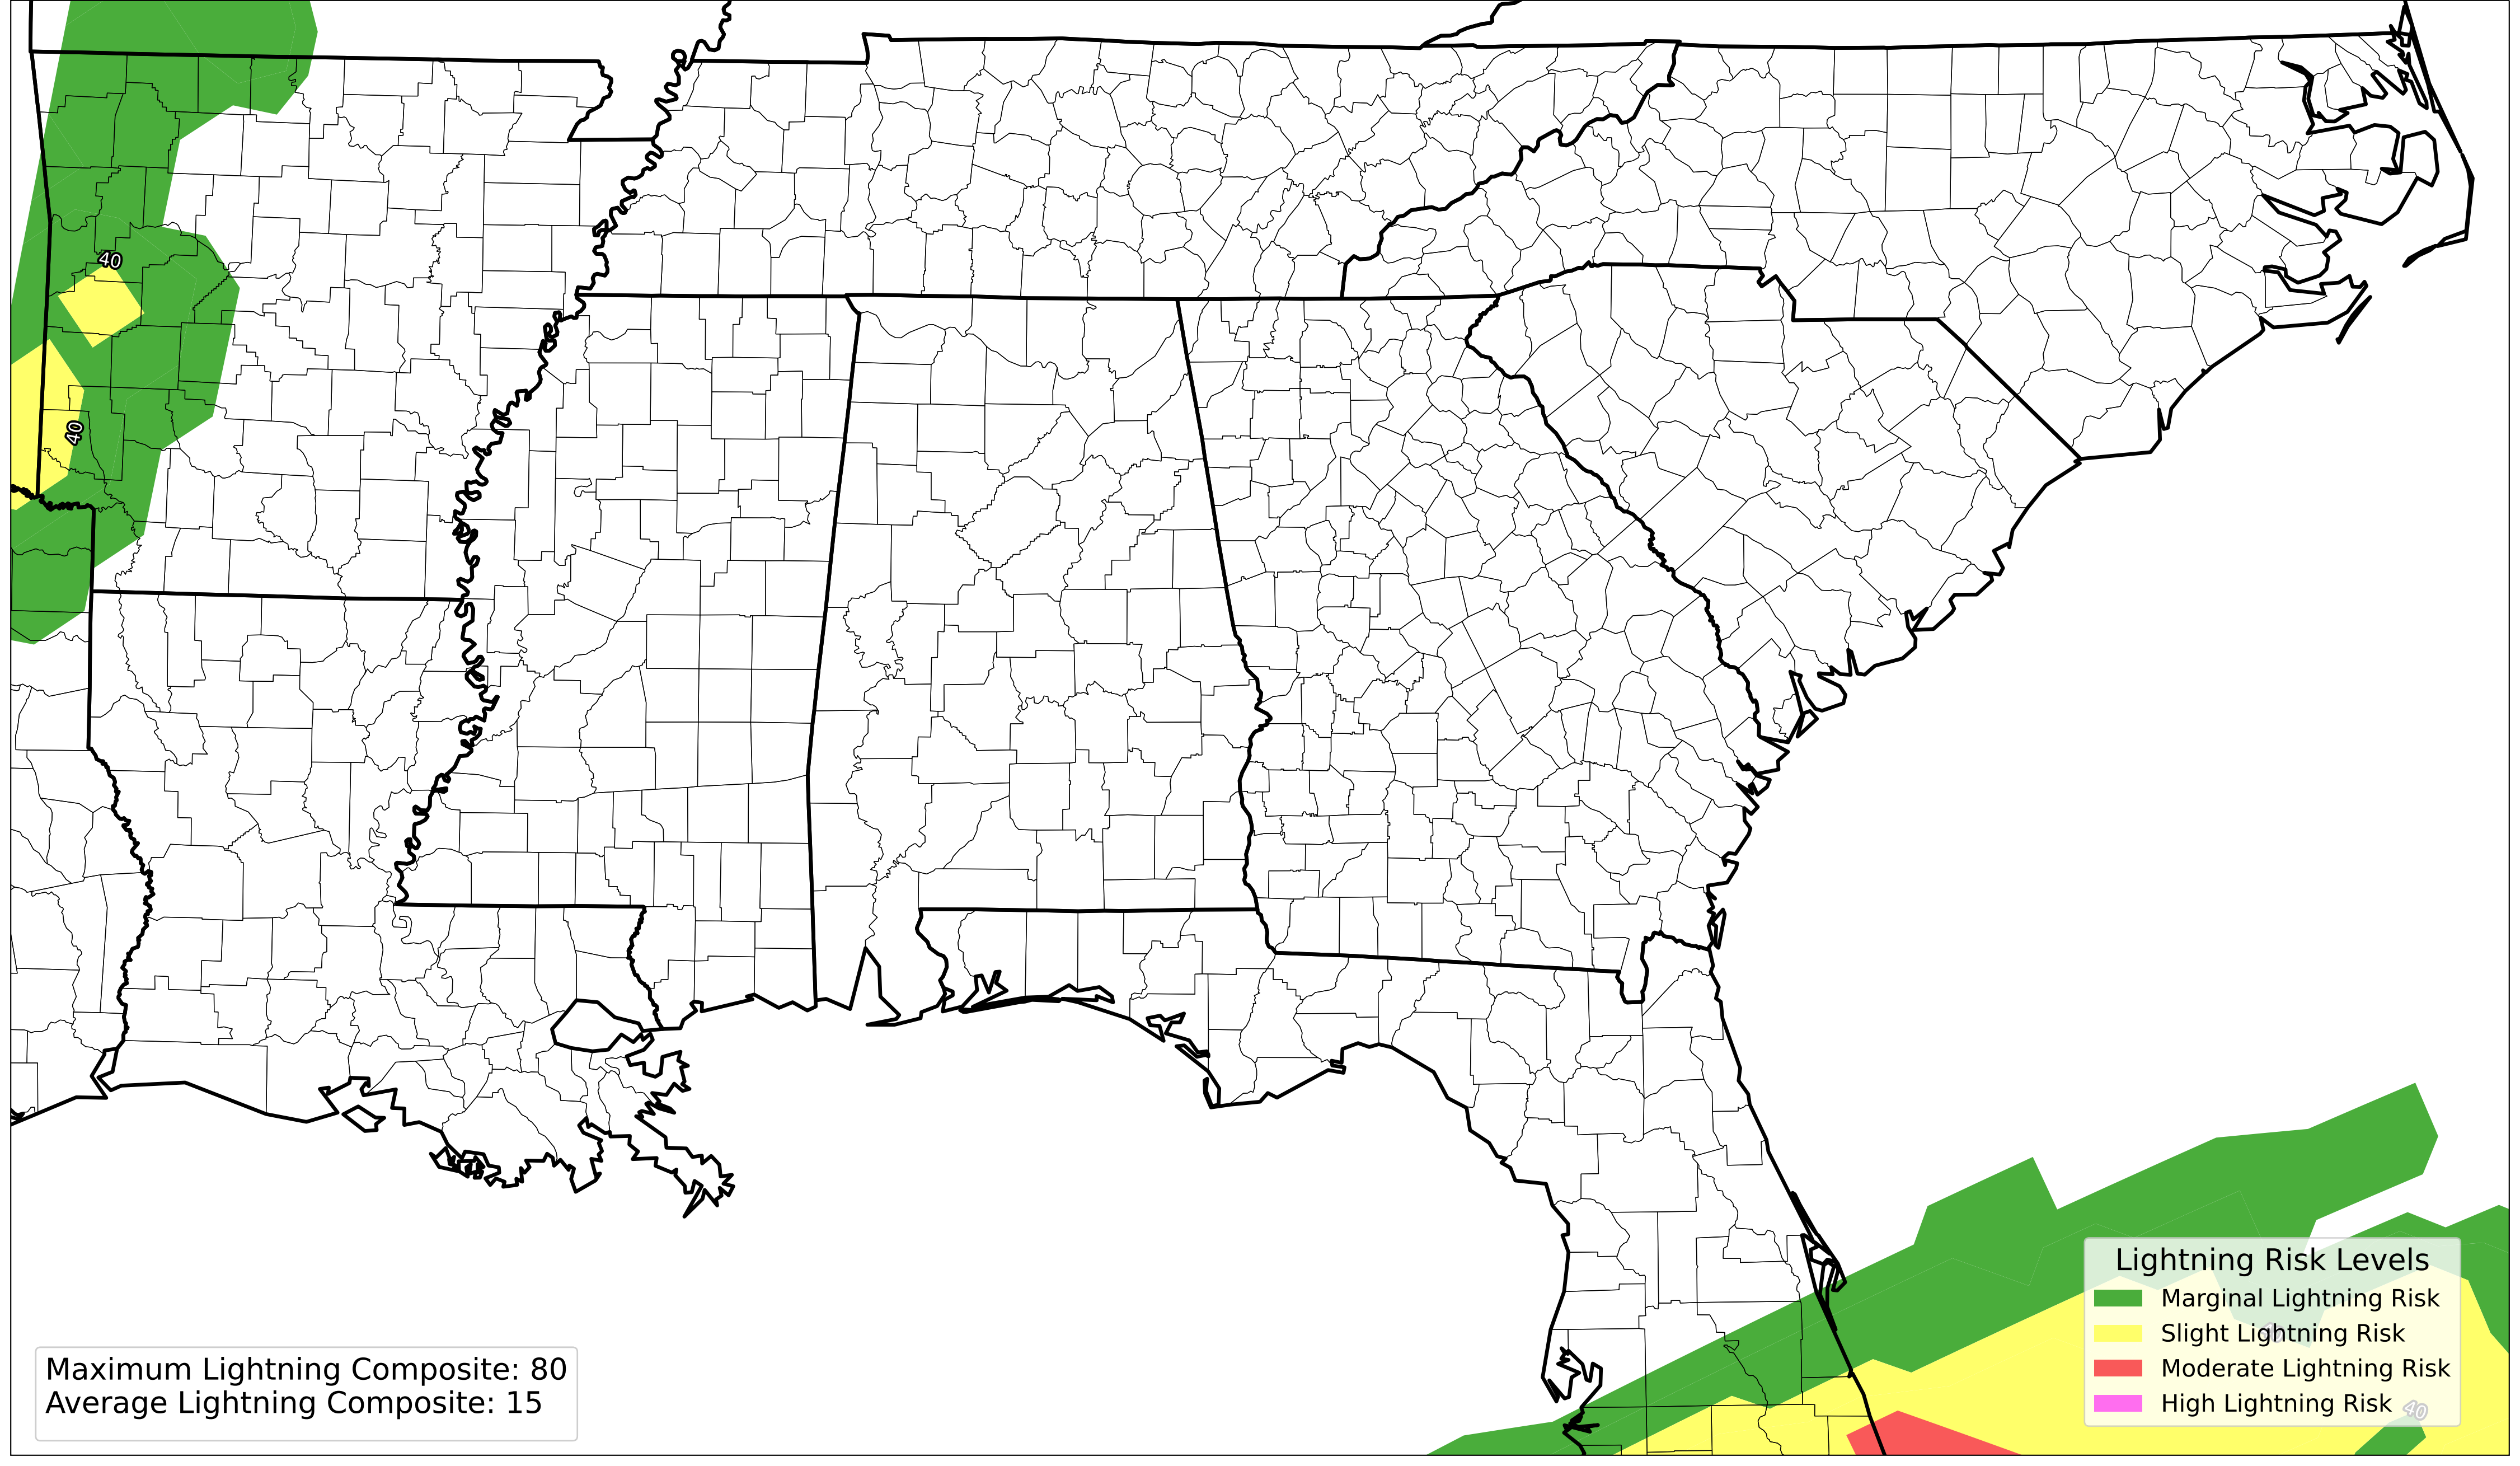 40
40
Lightning Risk Levels
Marginal Lightning Risk
Slight Lightning Risk
Moderate Lightning Risk
High Lightning Risk
40
Maximum Lightning Composite: 80
Average Lightning Composite: 15